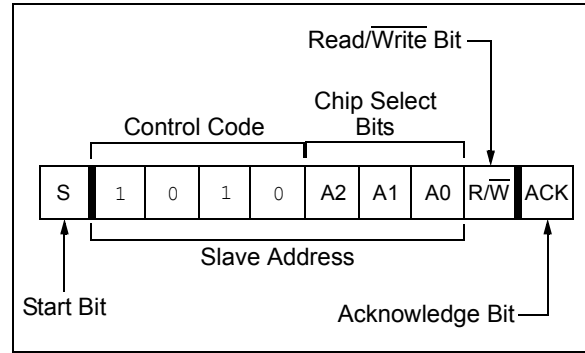 Read/Write Bit
Chip Select
Bits
Control Code
S 1 0 1 0 A2 A1 A0 R/W ACK
Slave Address
Start Bit
Acknowledge Bit